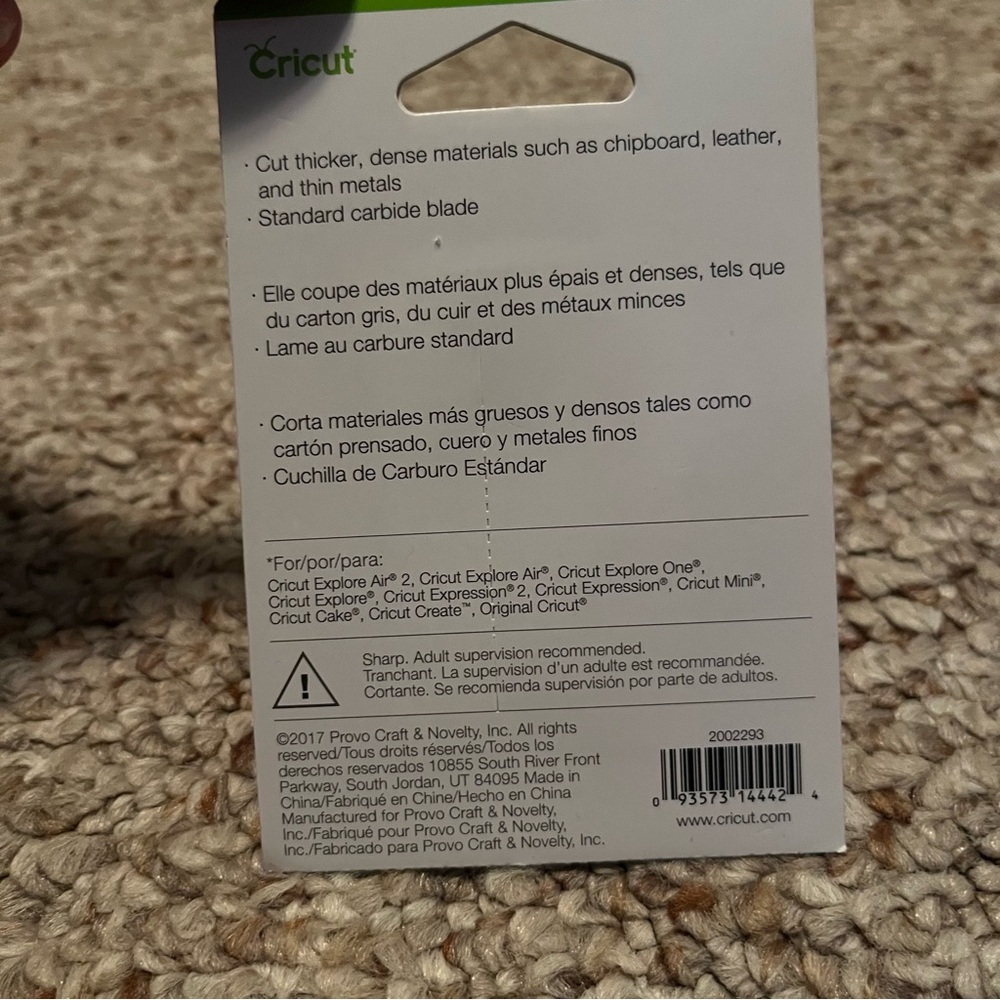 Cricut
· Cut thicker, dense materials such as chipboard, leather,
and thin metals
· Standard carbide blade
· Elle coupe des matériaux plus épais et denses, tels que
du carton gris, du cuir et des métaux minces
· Lame au carbure standard
· Corta materiales más gruesos y densos tales como
cartón prensado, cuero y metales finos
· Cuchilla de Carburo Estándar
*For/por/para:
Cricut Explore Air® 2, Cricut Explore Air®, Cricut Explore One®,
Cricut Explore®, Cricut Expression® 2, Cricut Expression®, Cricut Mini®,
Cricut Cake®, Cricut Create™, Original Cricut®
!
Sharp. Adult supervision recommended.
Tranchant. La supervision d'un adulte est recommandée.
Cortante. Se recomienda supervisión por parte de adultos.
©2017 Provo Craft & Novelty, Inc. All rights
reserved/Tous droits réservés/Todos los
derechos reservados 10855 South River Front
Parkway, South Jordan, UT 84095 Made in
China/Fabriqué en Chine/Hecho en China
Manufactured for Provo Craft & Novelty,
Inc./Fabriqué pour Provo Craft & Novelty,
Inc./Fabricado para Provo Craft & Novelty, Inc.
2002293
0 93573 14442 4
www.cricut.com